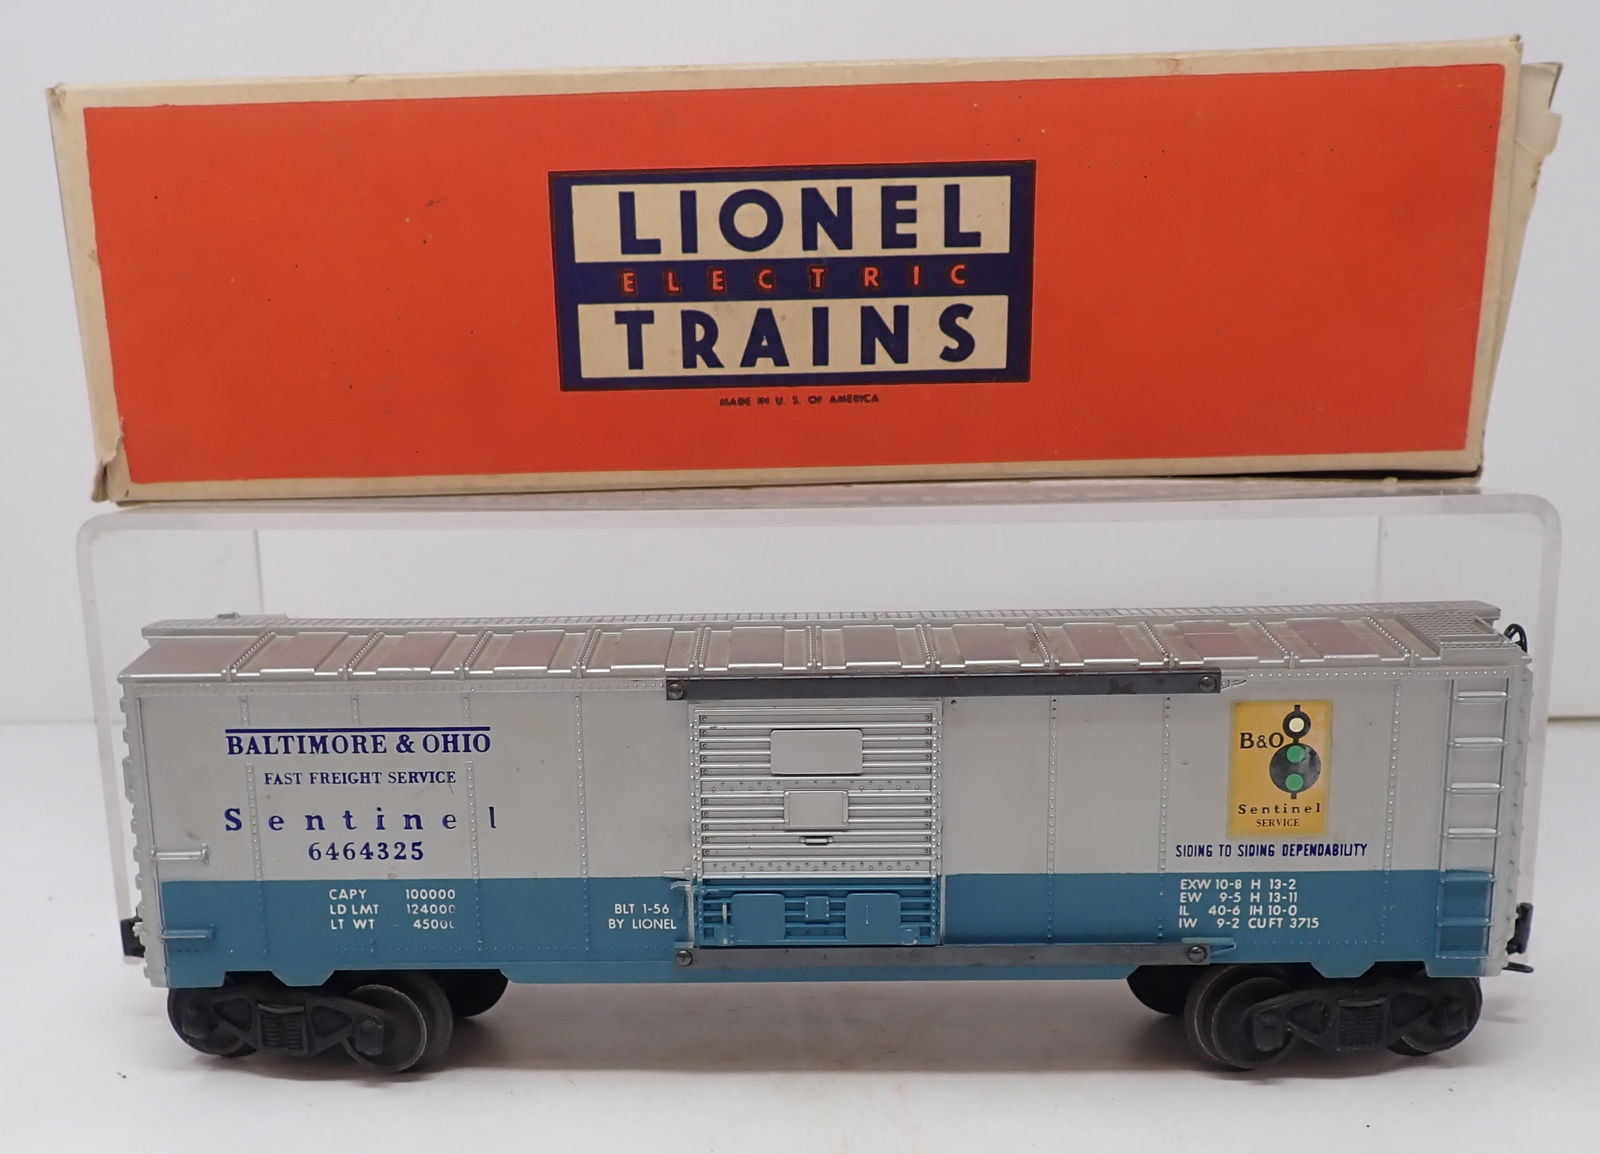 LIONEL
ELECTRIC
TRAINS
MADE IN U. S. OF AMERICA
BALTIMORE & OHIO
FAST FREIGHT SERVICE
Sentinel
6464325
CAPY 100000
LD LMT 124000
LT WT 45000
BLT 1-56
BY LIONEL
B&O
Sentinel
SERVICE
SIDING TO SIDING DEPENDABILITY
EXW 10-8 H 13-2
EW 9-5 H 13-11
IL 40-6 IH 10-0
IW 9-2 CU FT 3715